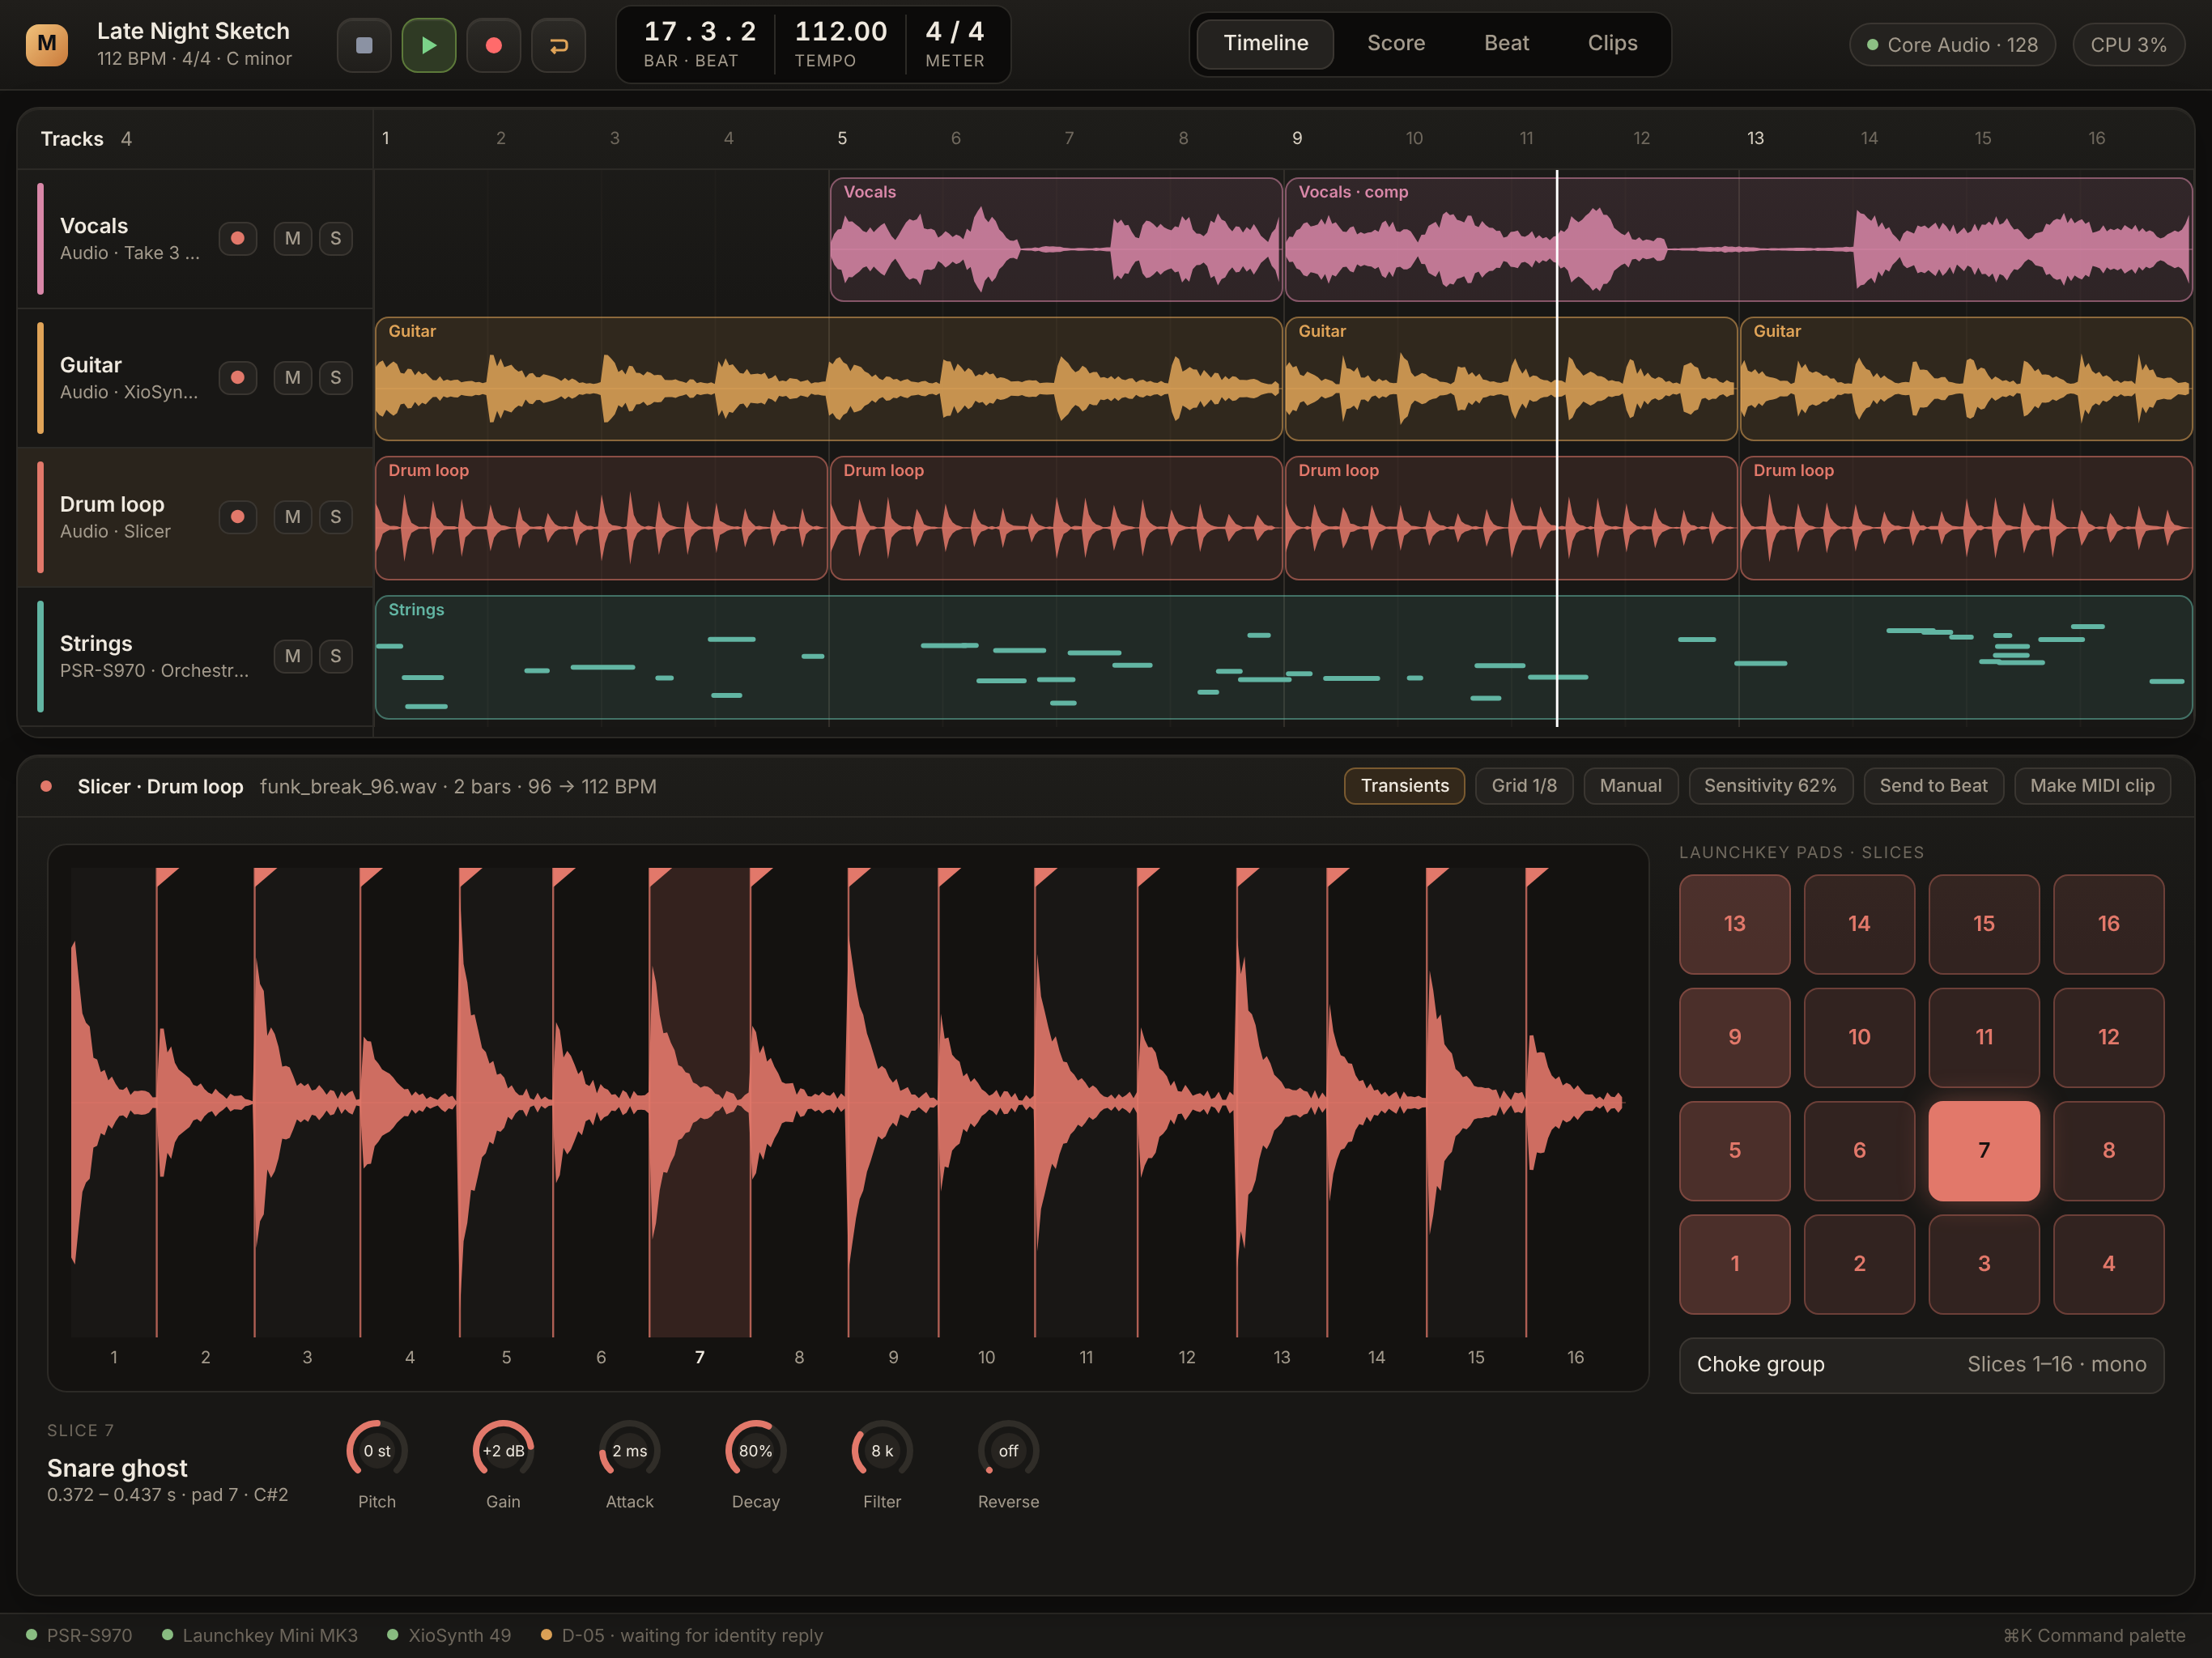 M
Late Night Sketch
112 BPM · 4/4 · C minor
17 . 3 . 2
BAR · BEAT
112.00
TEMPO
4 / 4
METER
Timeline
Score
Beat
Clips
Core Audio · 128
CPU 3%
Tracks 4
1 2 3 4 5 6 7 8 9 10 11 12 13 14 15 16
Vocals
Audio · Take 3 ...
M S
Vocals
Vocals · comp
Guitar
Audio · XioSyn...
M S
Guitar
Guitar
Guitar
Drum loop
Audio · Slicer
M S
Drum loop
Drum loop
Drum loop
Drum loop
Strings
PSR-S970 · Orchestr...
M S
Strings
Slicer · Drum loop funk_break_96.wav · 2 bars · 96 → 112 BPM
Transients
Grid 1/8
Manual
Sensitivity 62%
Send to Beat
Make MIDI clip
1 2 3 4 5 6 7 8 9 10 11 12 13 14 15 16
LAUNCHKEY PADS · SLICES
13 14 15 16
9 10 11 12
5 6 7 8
1 2 3 4
Choke group Slices 1–16 · mono
SLICE 7
Snare ghost
0.372 – 0.437 s · pad 7 · C#2
0 st
Pitch
+2 dB
Gain
2 ms
Attack
80%
Decay
8 k
Filter
off
Reverse
PSR-S970
Launchkey Mini MK3
XioSynth 49
D-05 · waiting for identity reply
⌘K Command palette